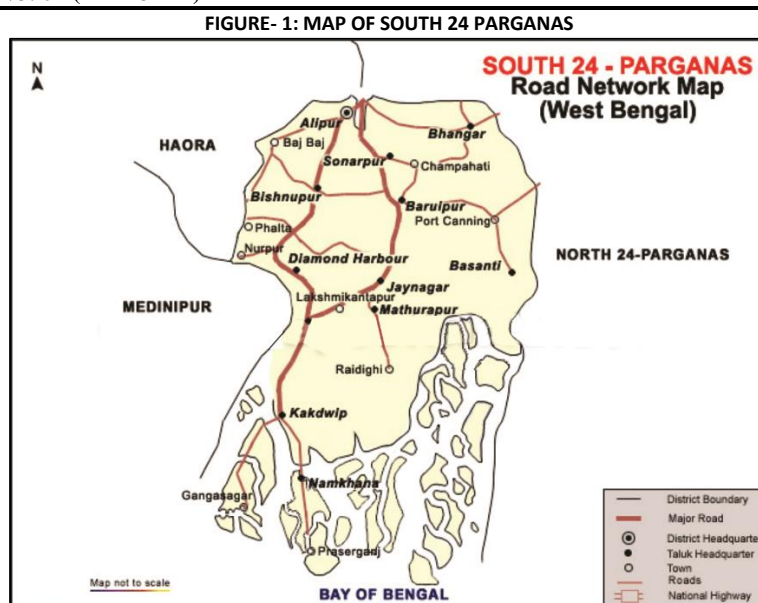 FIGURE- 1: MAP OF SOUTH 24 PARGANAS
N
SOUTH 24 - PARGANAS
Road Network Map
(West Bengal)
Alipur
Bhangar
HAORA
Baj Baj
Sonarpur
Champahati
Bishnupur
Baruipur
Port Canning
Phalta
Nurpur
NORTH 24-PARGANAS
Diamond Harbour
Basanti
Jaynagar
Lakshmikantapur
MEDINIPUR
Mathurapur
Raidighi
Kakdwip
Namkhana
Gangasagar
Praserganj
District Boundary
Major Road
District Headquarte
Taluk Headquarter
Town
Roads
National Highway
Map not to scale
BAY OF BENGAL